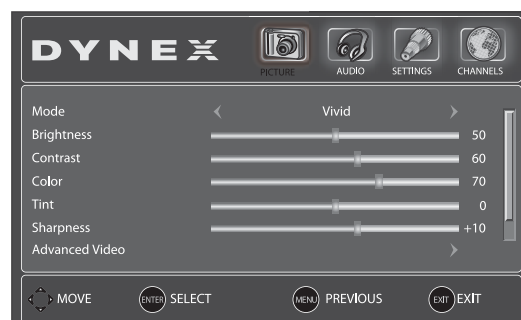 DYNEX
PICTURE AUDIO SETTINGS CHANNELS
Mode Vivid
Brightness 50
Contrast 60
Color 70
Tint 0
Sharpness +10
Advanced Video
MOVE ENTER SELECT MENU PREVIOUS EXIT EXIT